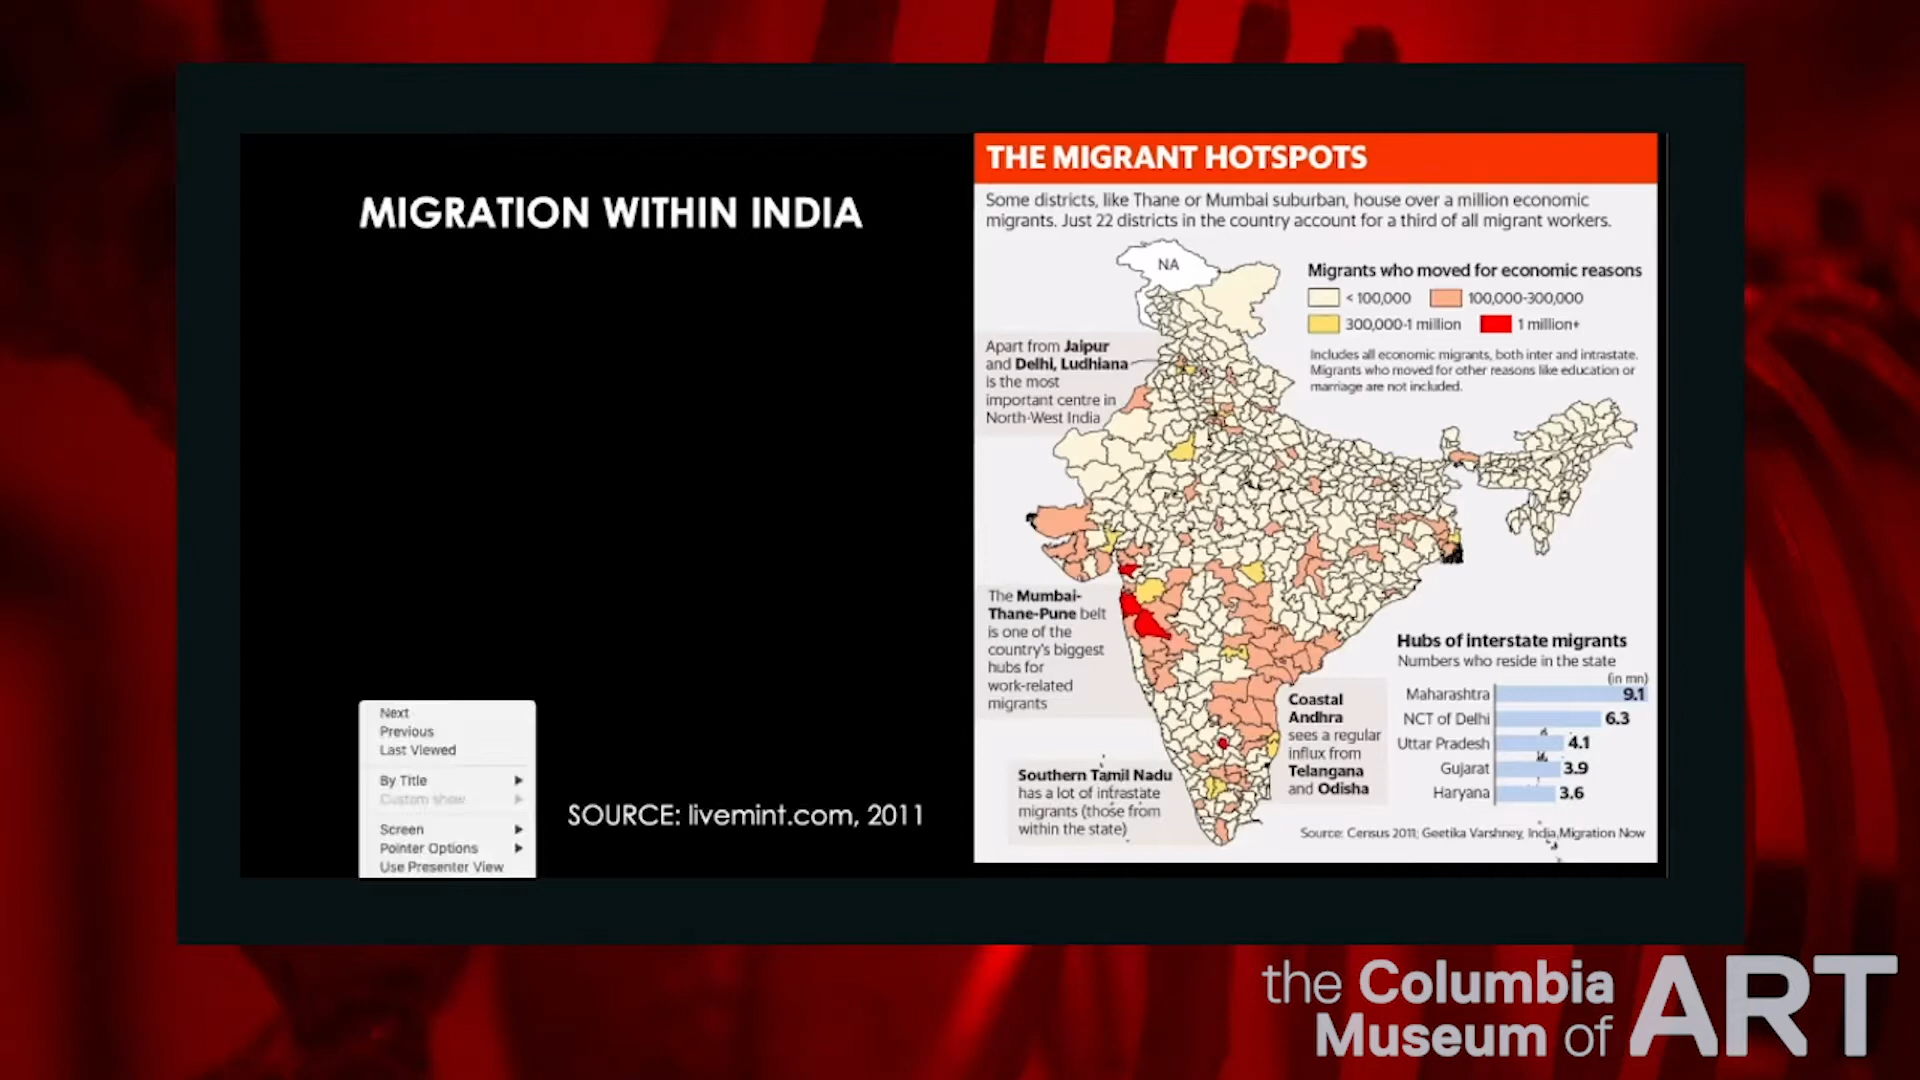 MIGRATION WITHIN INDIA
Next
Previous
Last Viewed
By Title
Custom show
Screen
Pointer Options
Use Presenter View
SOURCE: livemint.com, 2011
THE MIGRANT HOTSPOTS
Some districts, like Thane or Mumbai suburban, house over a million economic
migrants. Just 22 districts in the country account for a third of all migrant workers.
NA
Migrants who moved for economic reasons
< 100,000 100,000-300,000
300,000-1 million 1 million+
Includes all economic migrants, both inter and intrastate.
Migrants who moved for other reasons like education or
marriage are not included.
Apart from Jaipur
and Delhi, Ludhiana
is the most
important centre in
North-West India
The Mumbai-
Thane-Pune belt
is one of the
country's biggest
hubs for
work-related
migrants
Southern Tamil Nadu
has a lot of intrastate
migrants (those from
within the state)
Coastal
Andhra
sees a regular
influx from
Telangana
and Odisha
Hubs of interstate migrants
Numbers who reside in the state
(in mn)
Maharashtra 9.1
NCT of Delhi 6.3
Uttar Pradesh 4.1
Gujarat 3.9
Haryana 3.6
Source: Census 2011; Geetika Varshney, India Migration Now
the Columbia
Museum of ART